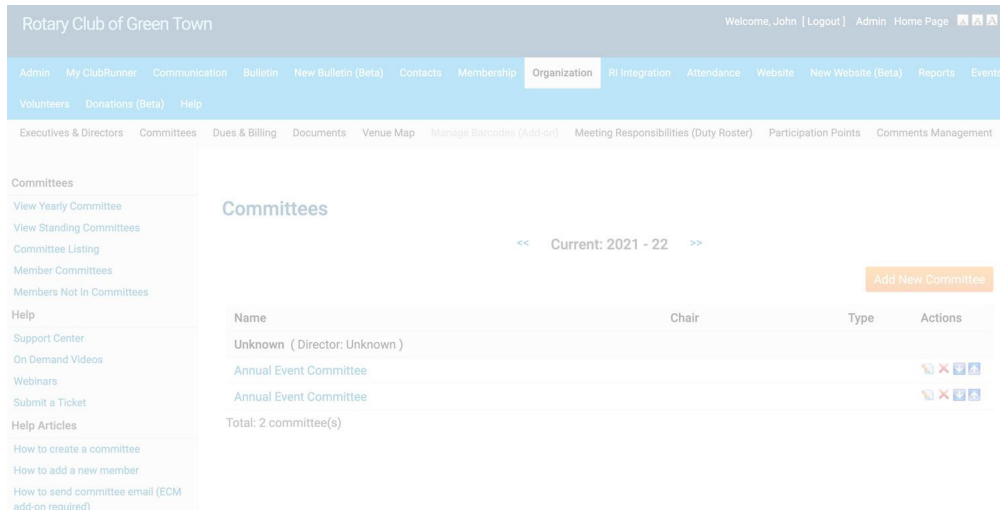 Rotary Club of Green Town
Welcome, John [ Logout ] Admin Home Page A A A
Admin My ClubRunner Communication Bulletin New Bulletin (Beta) Contacts Membership Organization RI Integration Attendance Website New Website (Beta) Reports Events
Volunteers Donations (Beta) Help
Executives & Directors Committees Dues & Billing Documents Venue Map Manage Barcodes (Add-on) Meeting Responsibilities (Duty Roster) Participation Points Comments Management
Committees
View Yearly Committee
View Standing Committees
Committee Listing
Member Committees
Members Not In Committees
Help
Support Center
On Demand Videos
Webinars
Submit a Ticket
Help Articles
How to create a committee
How to add a new member
How to send committee email (ECM
add-on required)
Committees
<< Current: 2021 - 22 >>
Add New Committee
Name Chair Type Actions
Unknown ( Director: Unknown )
Annual Event Committee
Annual Event Committee
Total: 2 committee(s)